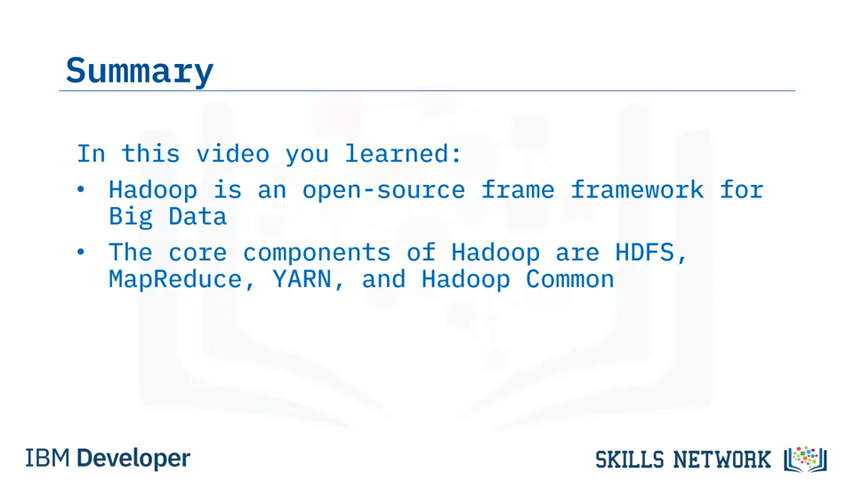 Summary
In this video you learned:
• Hadoop is an open-source frame framework for
Big Data
• The core components of Hadoop are HDFS,
MapReduce, YARN, and Hadoop Common
IBM Developer
SKILLS NETWORK